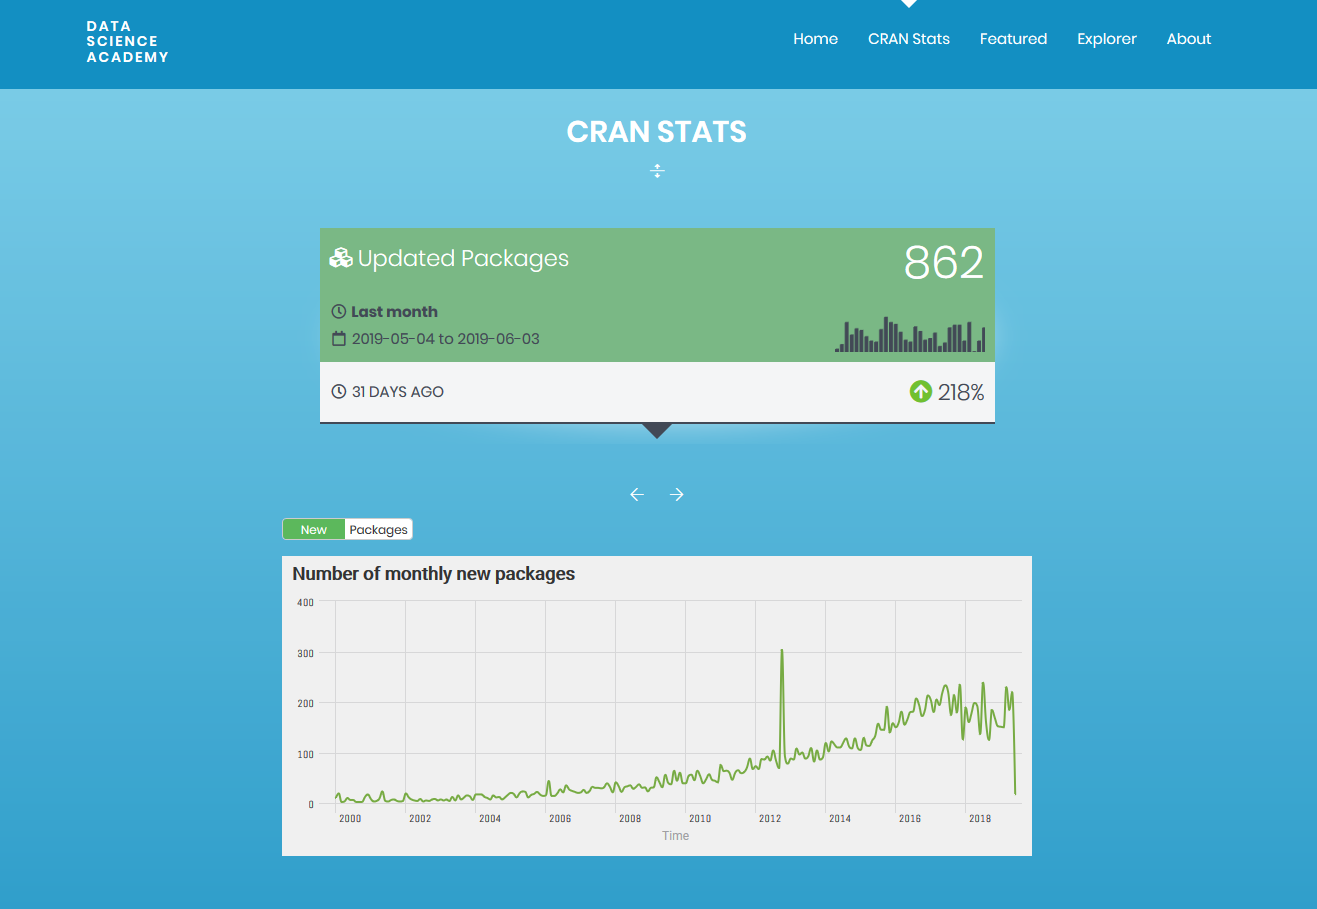 DATA
SCIENCE
ACADEMY
Home CRAN Stats Featured Explorer About
CRAN STATS
Updated Packages 862
Last month
2019-05-04 to 2019-06-03
31 DAYS AGO 218%
New Packages
Number of monthly new packages
400
300
200
100
0
2000 2002 2004 2006 2008 2010 2012 2014 2016 2018
Time